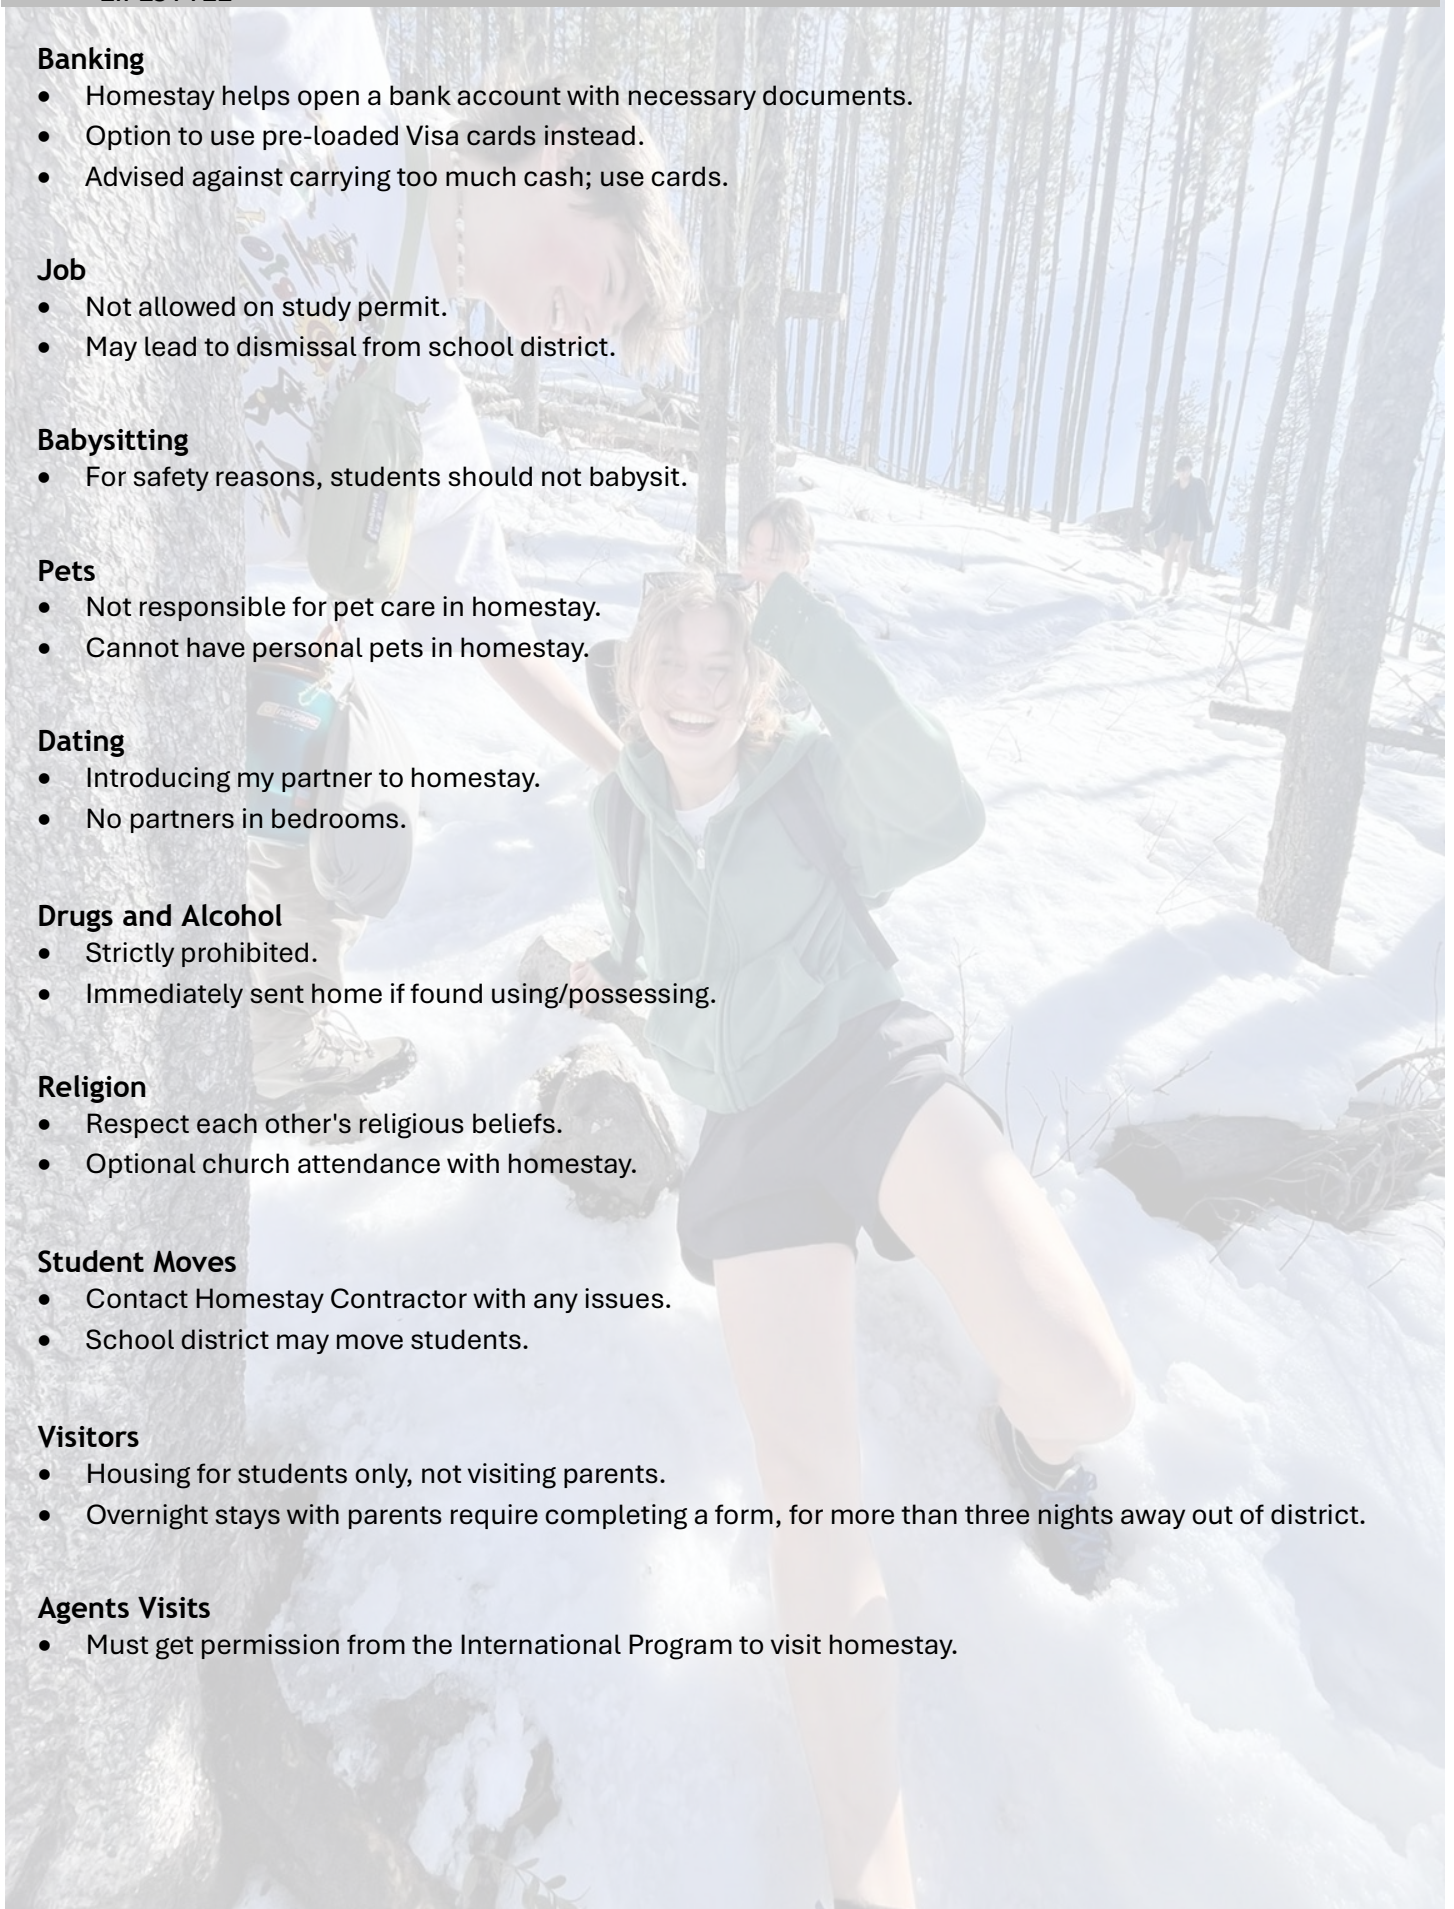 Banking
• Homestay helps open a bank account with necessary documents.
• Option to use pre-loaded Visa cards instead.
• Advised against carrying too much cash; use cards.
Job
• Not allowed on study permit.
• May lead to dismissal from school district.
Babysitting
• For safety reasons, students should not babysit.
Pets
• Not responsible for pet care in homestay.
• Cannot have personal pets in homestay.
Dating
• Introducing my partner to homestay.
• No partners in bedrooms.
Drugs and Alcohol
• Strictly prohibited.
• Immediately sent home if found using/possessing.
Religion
• Respect each other's religious beliefs.
• Optional church attendance with homestay.
Student Moves
• Contact Homestay Contractor with any issues.
• School district may move students.
Visitors
• Housing for students only, not visiting parents.
• Overnight stays with parents require completing a form, for more than three nights away out of district.
Agents Visits
• Must get permission from the International Program to visit homestay.